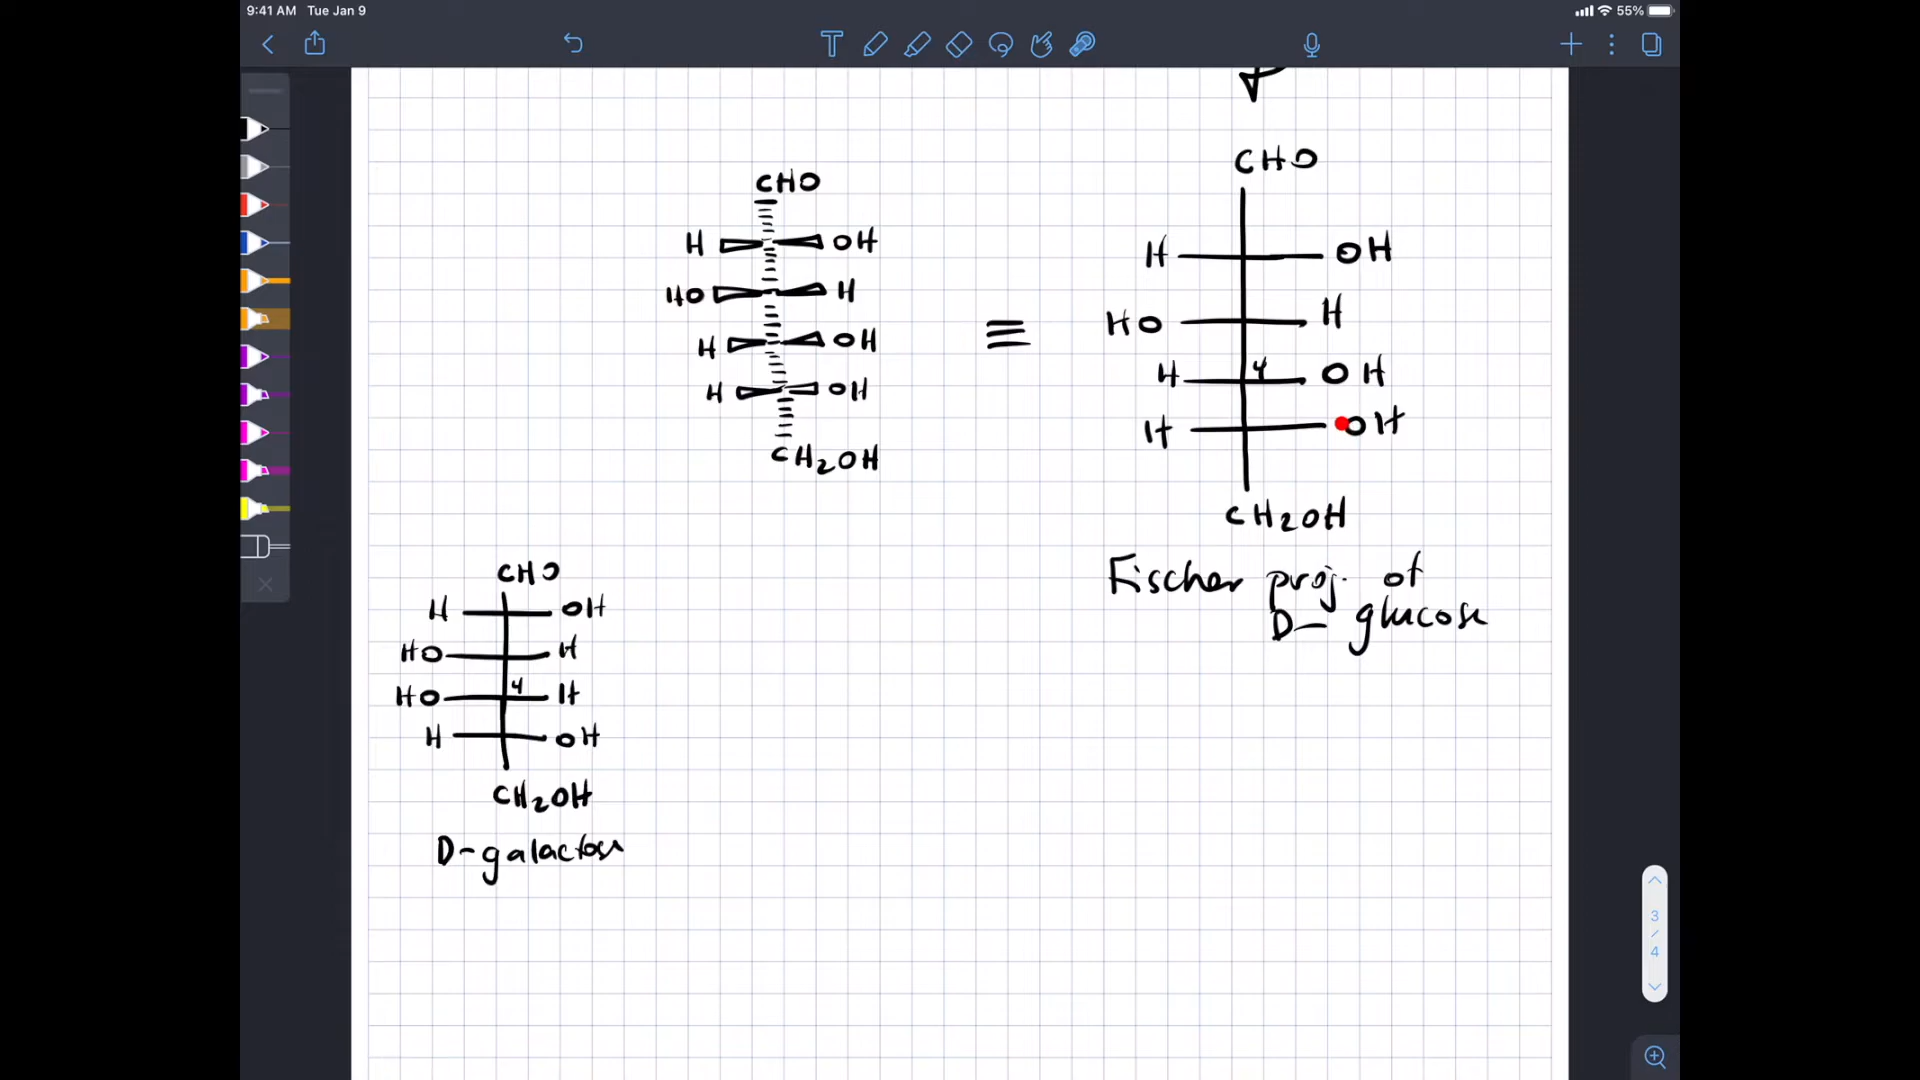 9:41 AM Tue Jan 9
55%
CHO
H OH
HO H
H OH
H OH
CH2OH
≡
CHO
H OH
HO H
H 4 OH
H OH
CH2OH
Fischer proj. of
D- glucose
CHO
H OH
HO H
HO 4 H
H OH
CH2OH
D-galactose
3
/
4